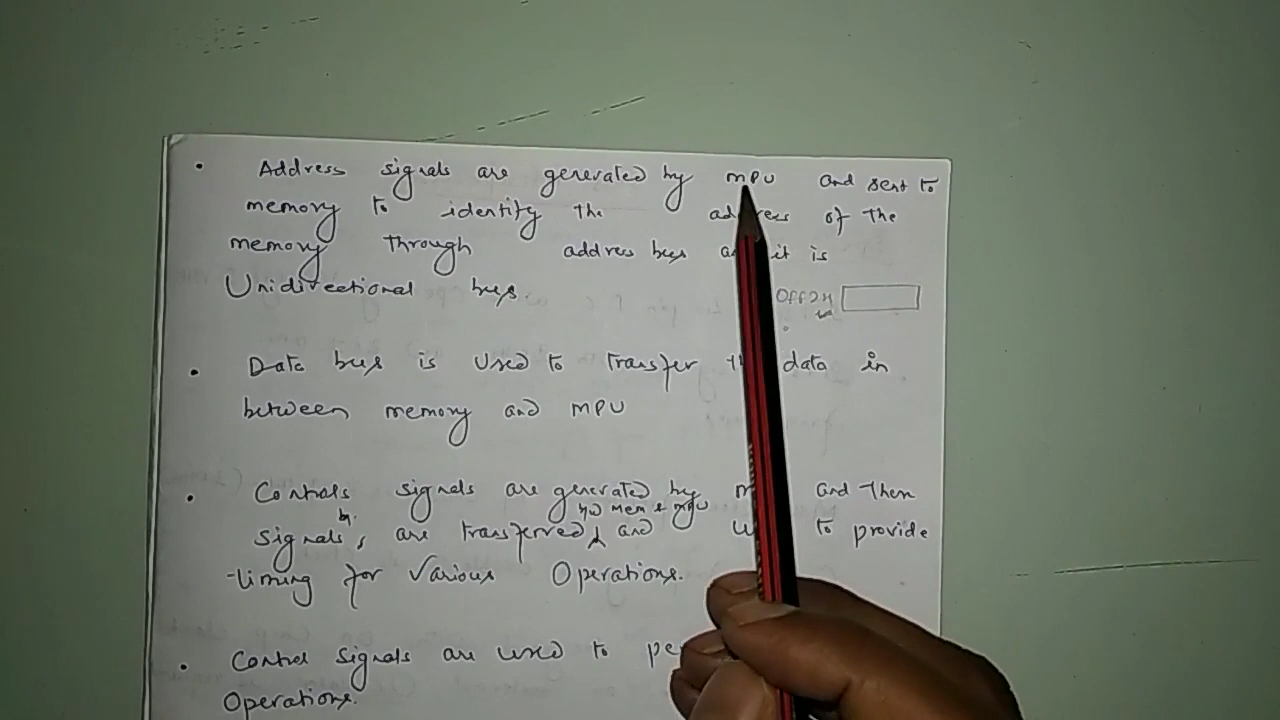 • Address signals are generated by MPU and sent to
memory to identify the address of the
memory through address bus as it is
Unidirectional bus.
• Data bus is used to transfer the data in
between memory and MPU
• Controls signals are generated by and then
b/w mem & MPU
signals, are transferred, and to provide
timing for various Operations.
• Control signals are used to
Operations.